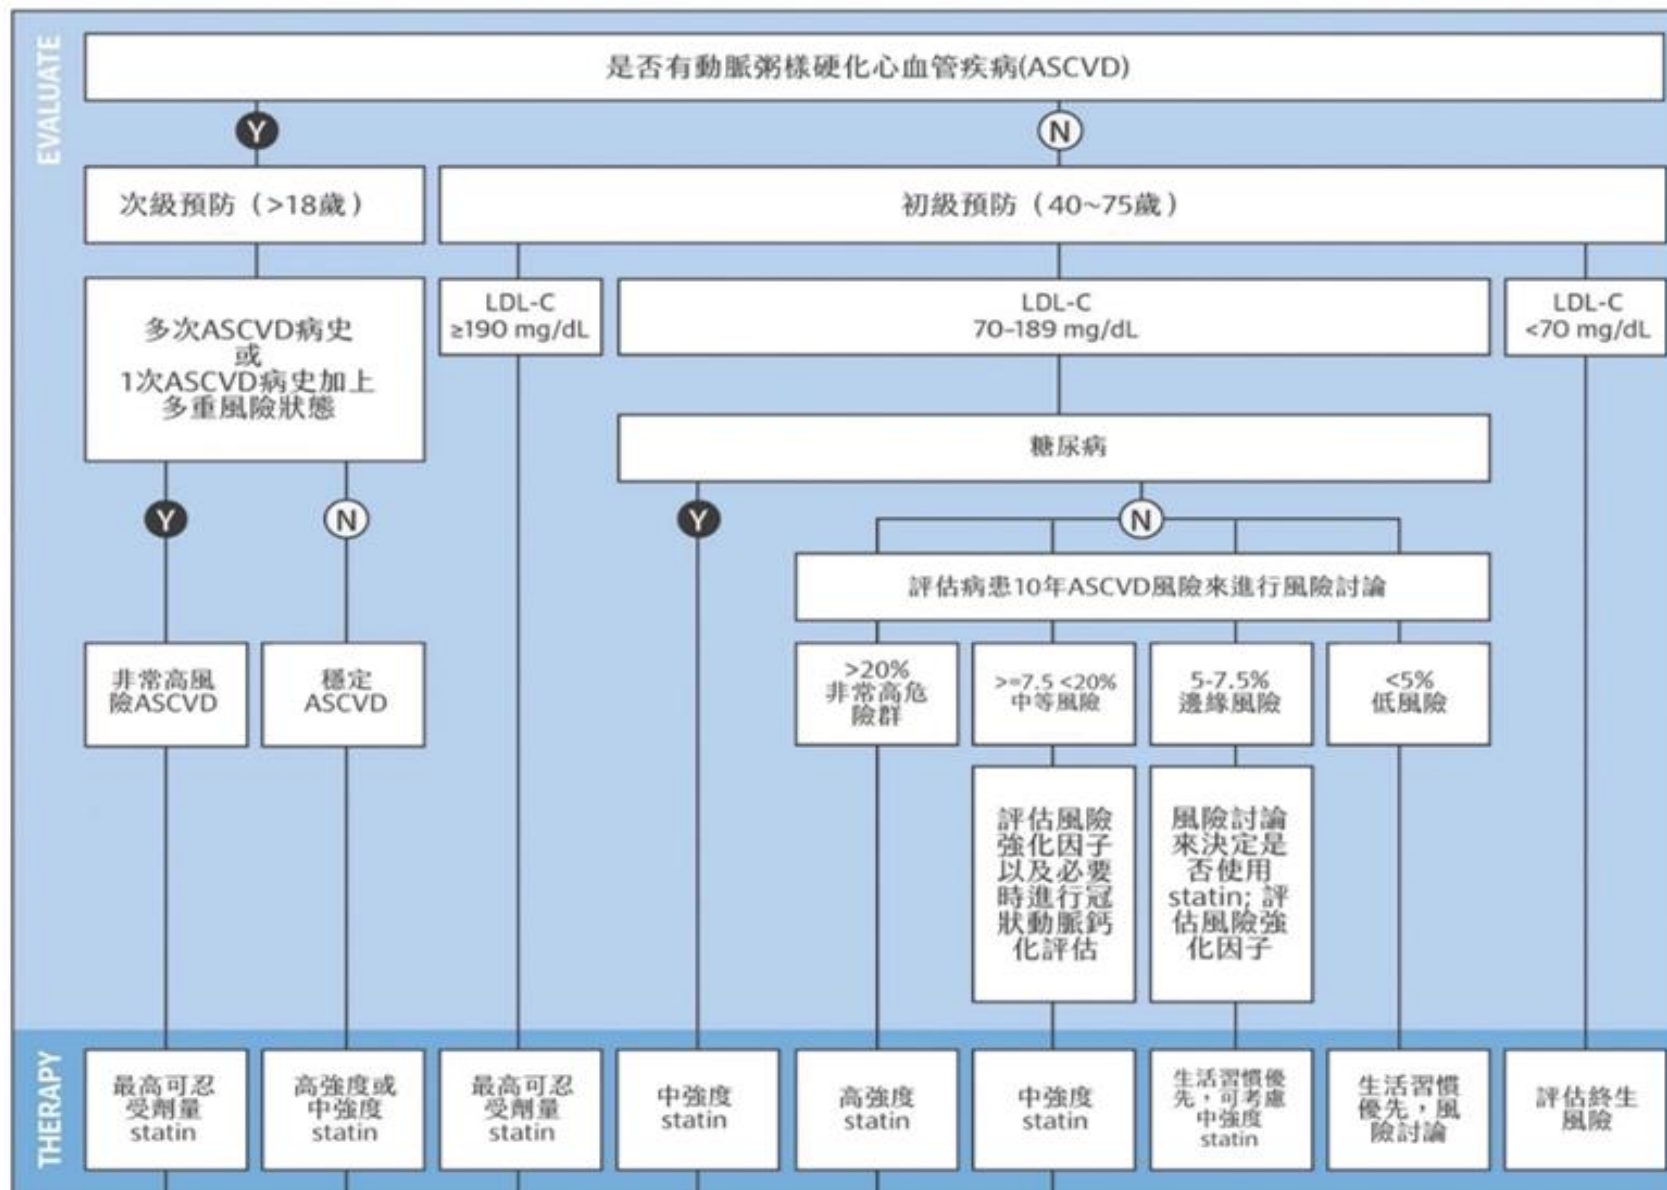 EVALUATE
是否有動脈粥樣硬化心血管疾病(ASCVD)
Y
N
次級預防（>18歲）
初級預防（40~75歲）
多次ASCVD病史
或
1次ASCVD病史加上
多重風險狀態
LDL-C
≥190 mg/dL
LDL-C
70-189 mg/dL
LDL-C
<70 mg/dL
糖尿病
Y
N
Y
N
評估病患10年ASCVD風險來進行風險討論
非常高風
險ASCVD
穩定
ASCVD
>20%
非常高危
險群
>=7.5 <20%
中等風險
5-7.5%
邊緣風險
<5%
低風險
評估風險
強化因子
以及必要
時進行冠
狀動脈鈣
化評估
風險討論
來決定是
否使用
statin; 評
估風險強
化因子
THERAPY
最高可忍
受劑量
statin
高強度或
中強度
statin
最高可忍
受劑量
statin
中強度
statin
高強度
statin
中強度
statin
生活習慣優
先，可考慮
中強度
statin
生活習慣
優先，風
險討論
評估終生
風險